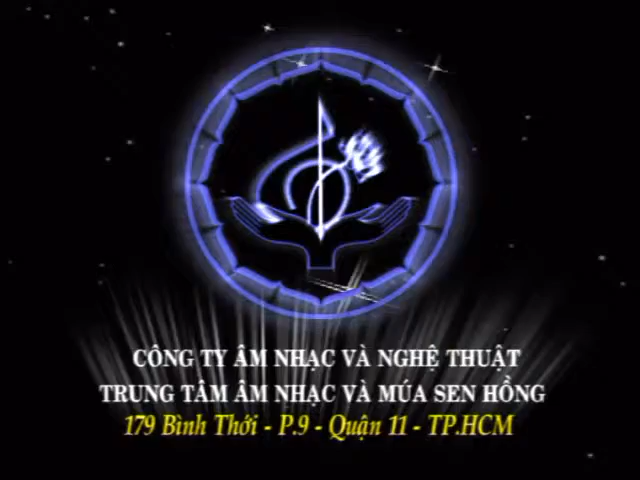 CÔNG TY ÂM NHẠC VÀ NGHỆ THUẬT
TRUNG TÂM ÂM NHẠC VÀ MÚA SEN HỒNG
179 Bình Thới - P.9 - Quận 11 - TP.HCM